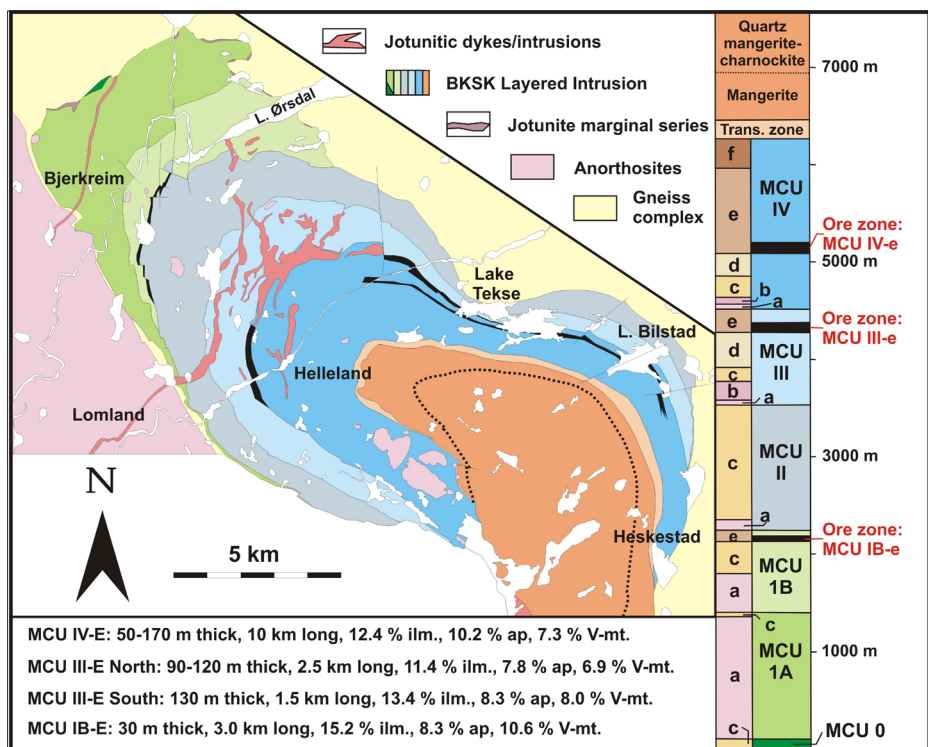 Jotunitic dykes/intrusions
BKSK Layered Intrusion
Jotunite marginal series
Anorthosites
Gneiss
complex
L. Ørsdal
Bjerkreim
Lake
Tekse
L. Bilstad
Helleland
Lomland
Heskestad
N
5 km
Quartz
mangerite-
charnockite
7000 m
Mangerite
Trans. zone
f
MCU
IV
e
Ore zone:
MCU IV-e
5000 m
d
c
b
a
e
Ore zone:
MCU III-e
d
MCU
III
c
b
a
c
MCU
II
3000 m
a
e
Ore zone:
MCU IB-e
c
MCU
1B
a
c
MCU
1A
1000 m
a
c
MCU 0
MCU IV-E: 50-170 m thick, 10 km long, 12.4 % ilm., 10.2 % ap, 7.3 % V-mt.
MCU III-E North: 90-120 m thick, 2.5 km long, 11.4 % ilm., 7.8 % ap, 6.9 % V-mt.
MCU III-E South: 130 m thick, 1.5 km long, 13.4 % ilm., 8.3 % ap, 8.0 % V-mt.
MCU IB-E: 30 m thick, 3.0 km long, 15.2 % ilm., 8.3 % ap, 10.6 % V-mt.